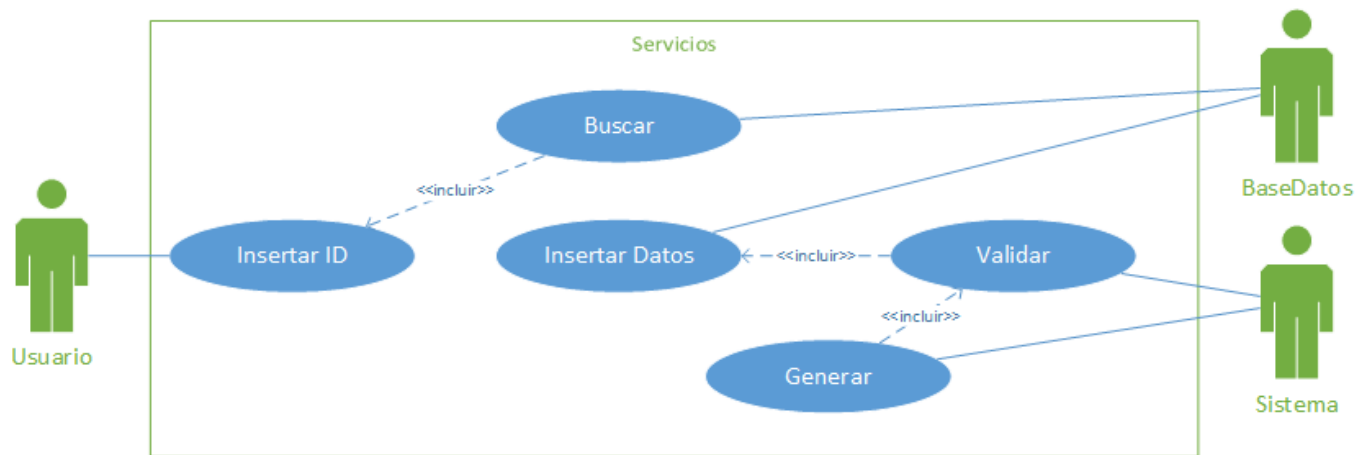 Servicios
Buscar
<<incluir>>
BaseDatos
Insertar ID
Insertar Datos
<<incluir>>
Validar
<<incluir>>
Usuario
Generar
Sistema